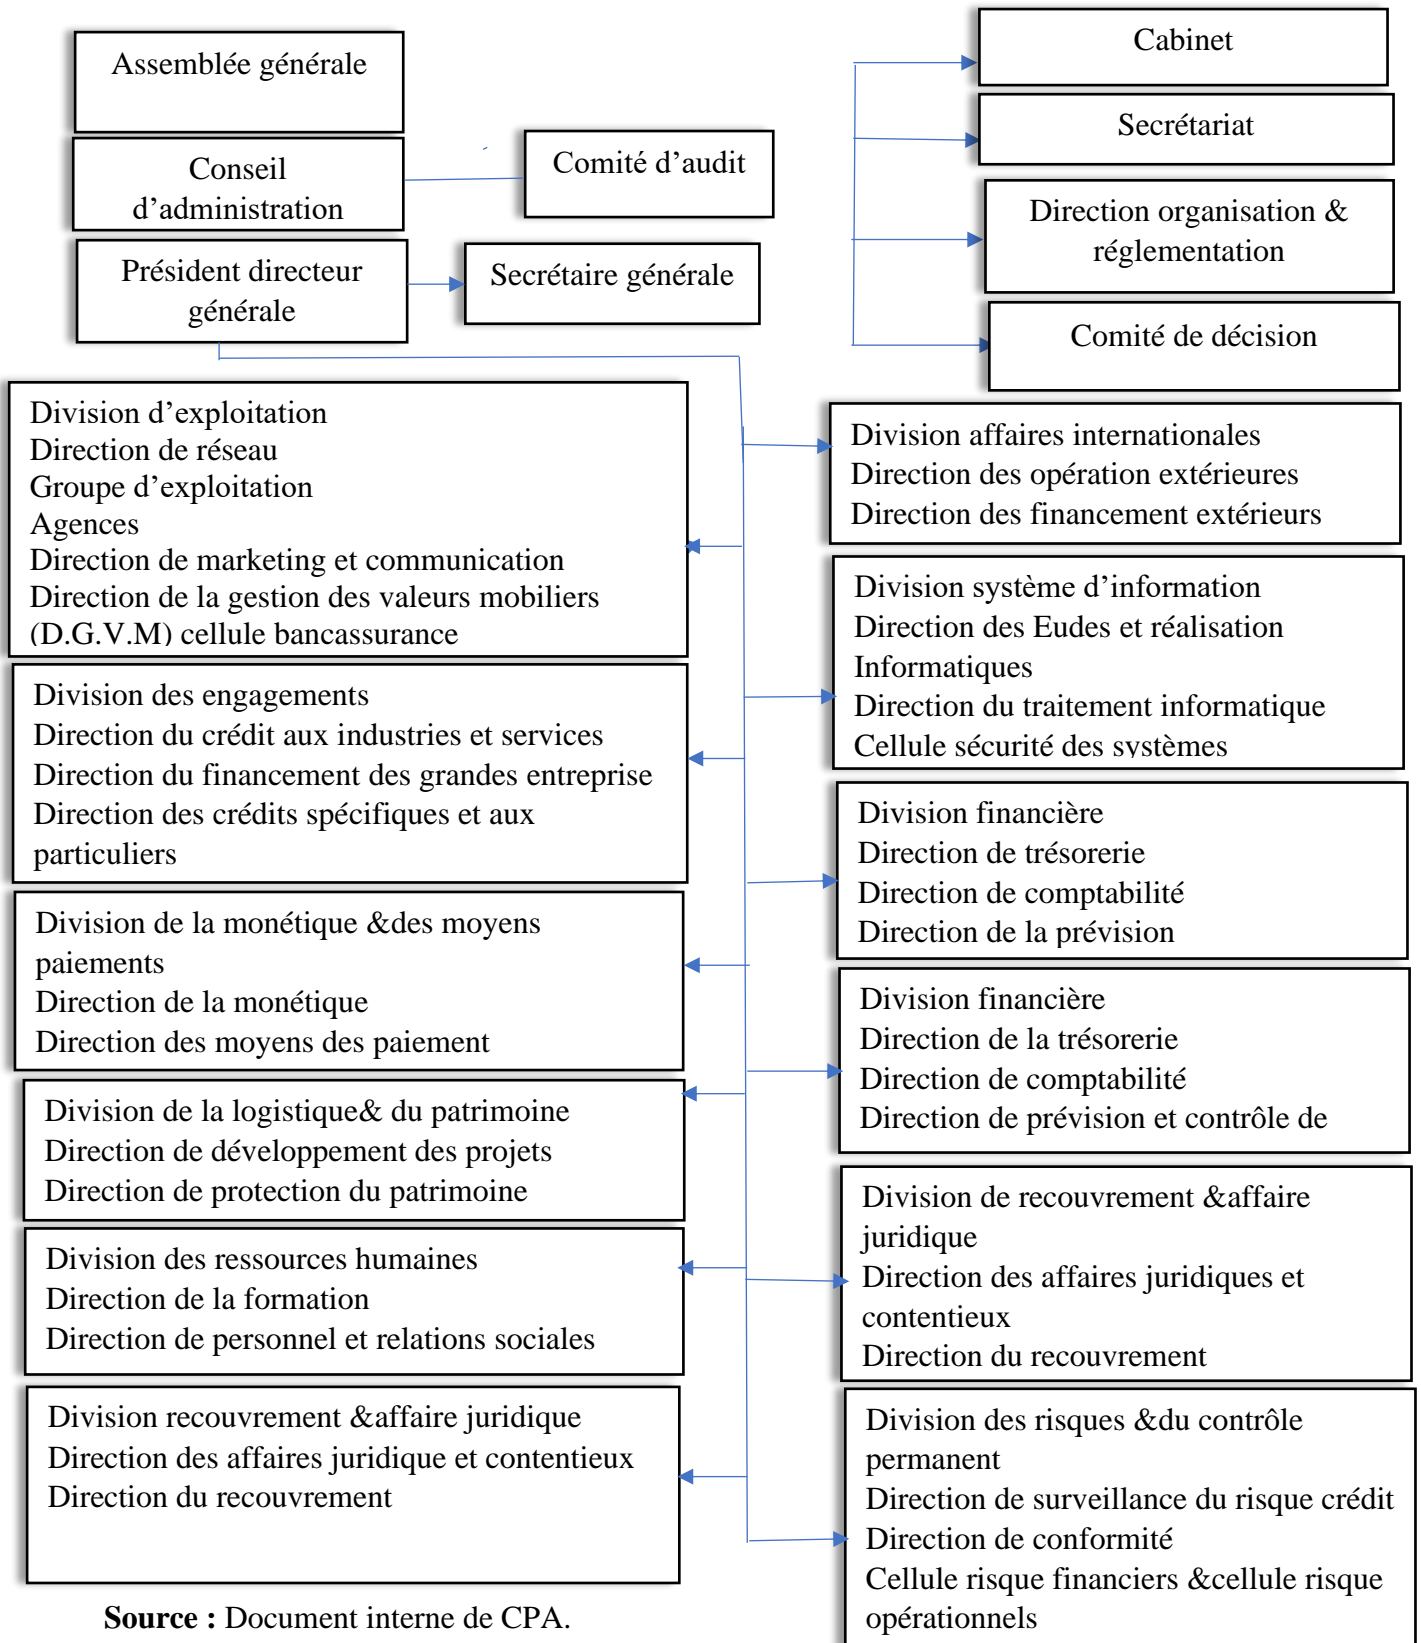 Assemblée générale
Conseil
d’administration
Comité d’audit
Président directeur
générale
Secrétaire générale
Cabinet
Secrétariat
Direction organisation &
réglementation
Comité de décision
Division d’exploitation
Direction de réseau
Groupe d’exploitation
Agences
Direction de marketing et communication
Direction de la gestion des valeurs mobiliers
(D.G.V.M) cellule bancassurance
Division des engagements
Direction du crédit aux industries et services
Direction du financement des grandes entreprise
Direction des crédits spécifiques et aux
particuliers
Division de la monétique &des moyens
paiements
Direction de la monétique
Direction des moyens des paiement
Division de la logistique& du patrimoine
Direction de développement des projets
Direction de protection du patrimoine
Division des ressources humaines
Direction de la formation
Direction de personnel et relations sociales
Division recouvrement &affaire juridique
Direction des affaires juridique et contentieux
Direction du recouvrement
Division affaires internationales
Direction des opération extérieures
Direction des financement extérieurs
Division système d’information
Direction des Eudes et réalisation
Informatiques
Direction du traitement informatique
Cellule sécurité des systèmes
Division financière
Direction de trésorerie
Direction de comptabilité
Direction de la prévision
Division financière
Direction de la trésorerie
Direction de comptabilité
Direction de prévision et contrôle de
Division de recouvrement &affaire
juridique
Direction des affaires juridiques et
contentieux
Direction du recouvrement
Division des risques &du contrôle
permanent
Direction de surveillance du risque crédit
Direction de conformité
Cellule risque financiers &cellule risque
opérationnels
Source : Document interne de CPA.